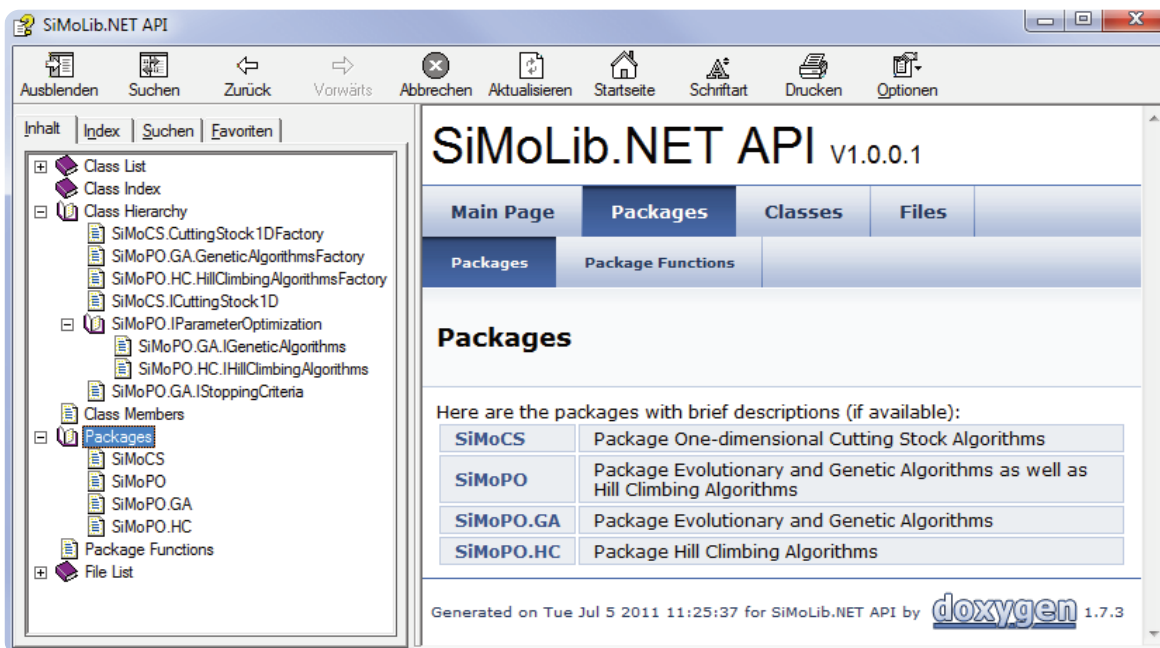 SiMoLib.NET API
Ausblenden Suchen Zurück Vorwärts Abbrechen Aktualisieren Startseite Schriftart Drucken Optionen
Inhalt Index Suchen Favoriten
Class List
Class Index
Class Hierarchy
SiMoCS.CuttingStock1DFactory
SiMoPO.GA.GeneticAlgorithmsFactory
SiMoPO.HC.HillClimbingAlgorithmsFactory
SiMoCS.ICuttingStock1D
SiMoPO.IParameterOptimization
SiMoPO.GA.IGeneticAlgorithms
SiMoPO.HC.IHillClimbingAlgorithms
SiMoPO.GA.IStoppingCriteria
Class Members
Packages
SiMoCS
SiMoPO
SiMoPO.GA
SiMoPO.HC
Package Functions
File List
SiMoLib.NET API V1.0.0.1
Main Page Packages Classes Files
Packages Package Functions
Packages
Here are the packages with brief descriptions (if available):
SiMoCS Package One-dimensional Cutting Stock Algorithms
SiMoPO Package Evolutionary and Genetic Algorithms as well as
Hill Climbing Algorithms
SiMoPO.GA Package Evolutionary and Genetic Algorithms
SiMoPO.HC Package Hill Climbing Algorithms
Generated on Tue Jul 5 2011 11:25:37 for SiMoLib.NET API by doxygen 1.7.3